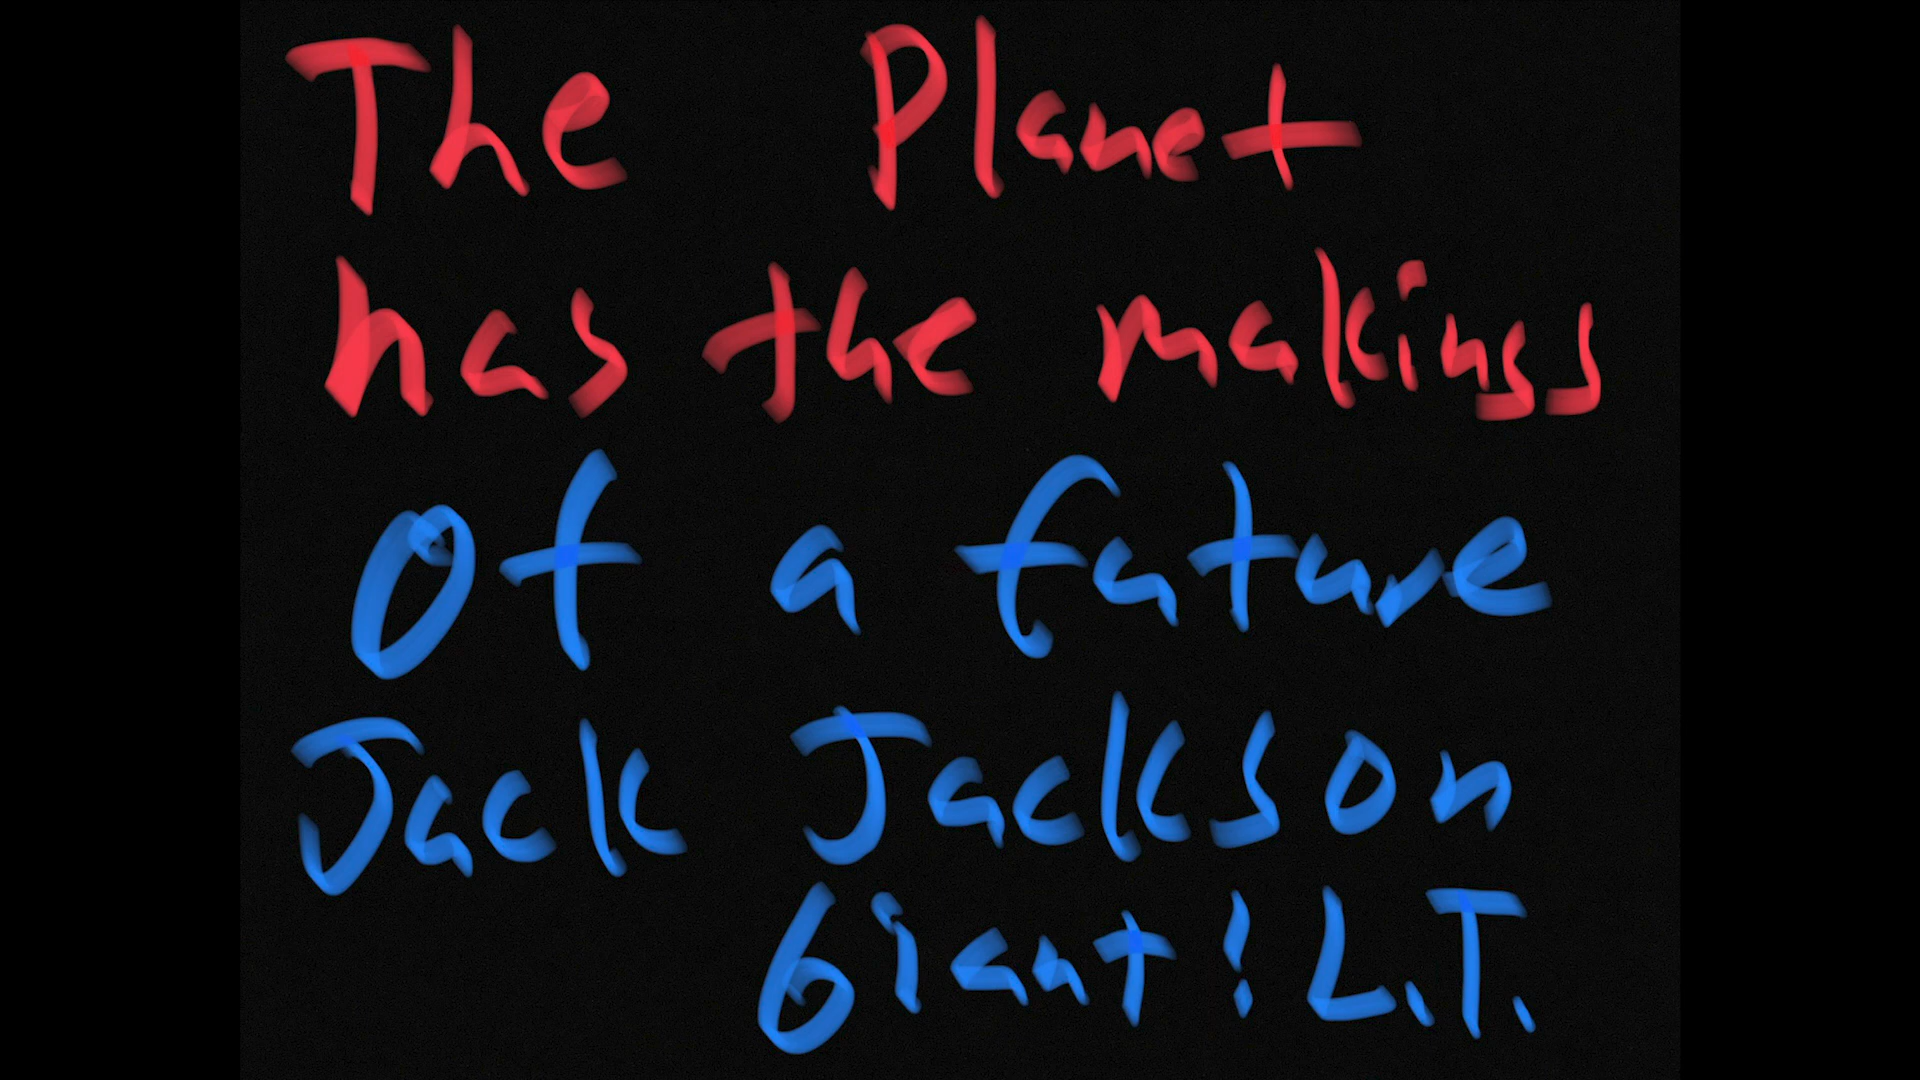 The Planet
has the makings
Of a future
Jack Jackson
Giant! L.T.